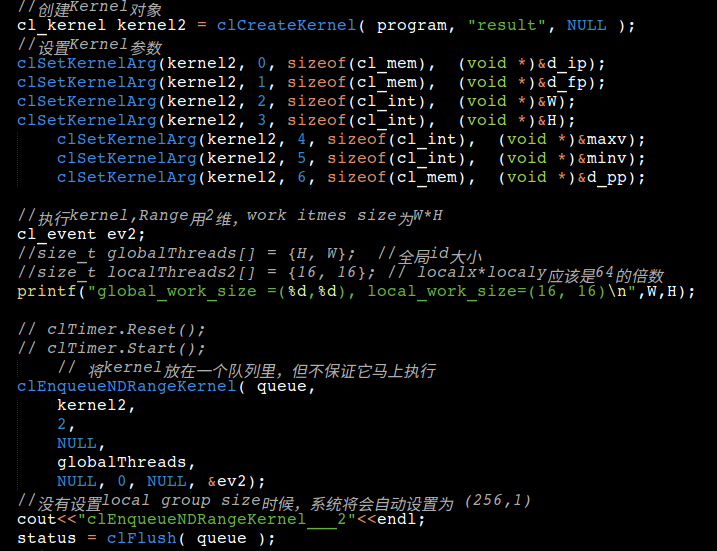 //创建Kernel对象
cl_kernel kernel2 = clCreateKernel( program, "result", NULL );
//设置Kernel参数
clSetKernelArg(kernel2, 0, sizeof(cl_mem),  (void *)&d_ip);
clSetKernelArg(kernel2, 1, sizeof(cl_mem),  (void *)&d_fp);
clSetKernelArg(kernel2, 2, sizeof(cl_int),  (void *)&W);
clSetKernelArg(kernel2, 3, sizeof(cl_int),  (void *)&H);
    clSetKernelArg(kernel2, 4, sizeof(cl_int),  (void *)&maxv);
    clSetKernelArg(kernel2, 5, sizeof(cl_int),  (void *)&minv);
    clSetKernelArg(kernel2, 6, sizeof(cl_mem),  (void *)&d_pp);

//执行kernel,Range用2维，work itmes size为W*H
cl_event ev2;
//size_t globalThreads[] = {H, W};  //全局id大小
//size_t localThreads2[] = {16, 16}; // localx*localy应该是64的倍数
printf("global_work_size =(%d,%d), local_work_size=(16, 16)\n",W,H);

// clTimer.Reset();
// clTimer.Start();
    // 将kernel放在一个队列里，但不保证它马上执行
clEnqueueNDRangeKernel( queue,
    kernel2,
    2,
    NULL,
    globalThreads,
    NULL, 0, NULL, &ev2);
//没有设置local group size时候，系统将会自动设置为 (256,1)
cout<<"clEnqueueNDRangeKernel___2"<<endl;
status = clFlush( queue );